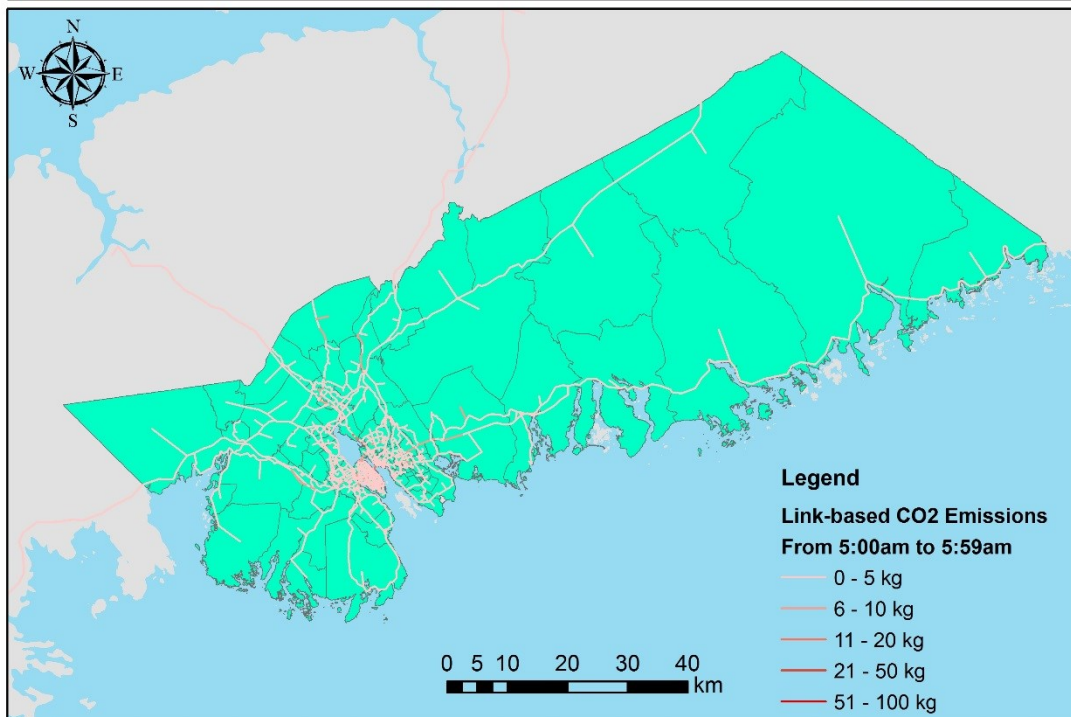 N
W E
S
Legend
Link-based CO2 Emissions
From 5:00am to 5:59am
0 - 5 kg
6 - 10 kg
11 - 20 kg
21 - 50 kg
51 - 100 kg
0 5 10 20 30 40
km